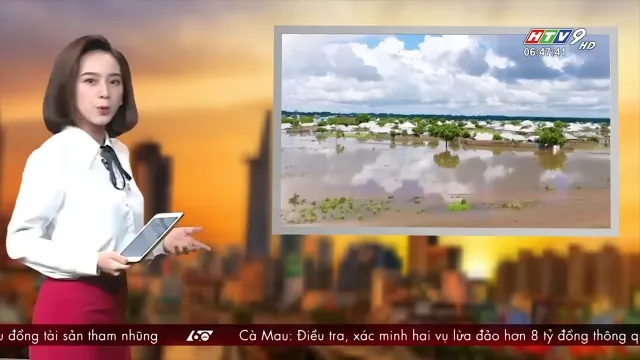 HTV9 HD
06:47:41
u đồng tài sản tham nhũng 60 Cà Mau: Điều tra, xác minh hai vụ lừa đảo hơn 8 tỷ đồng thông q